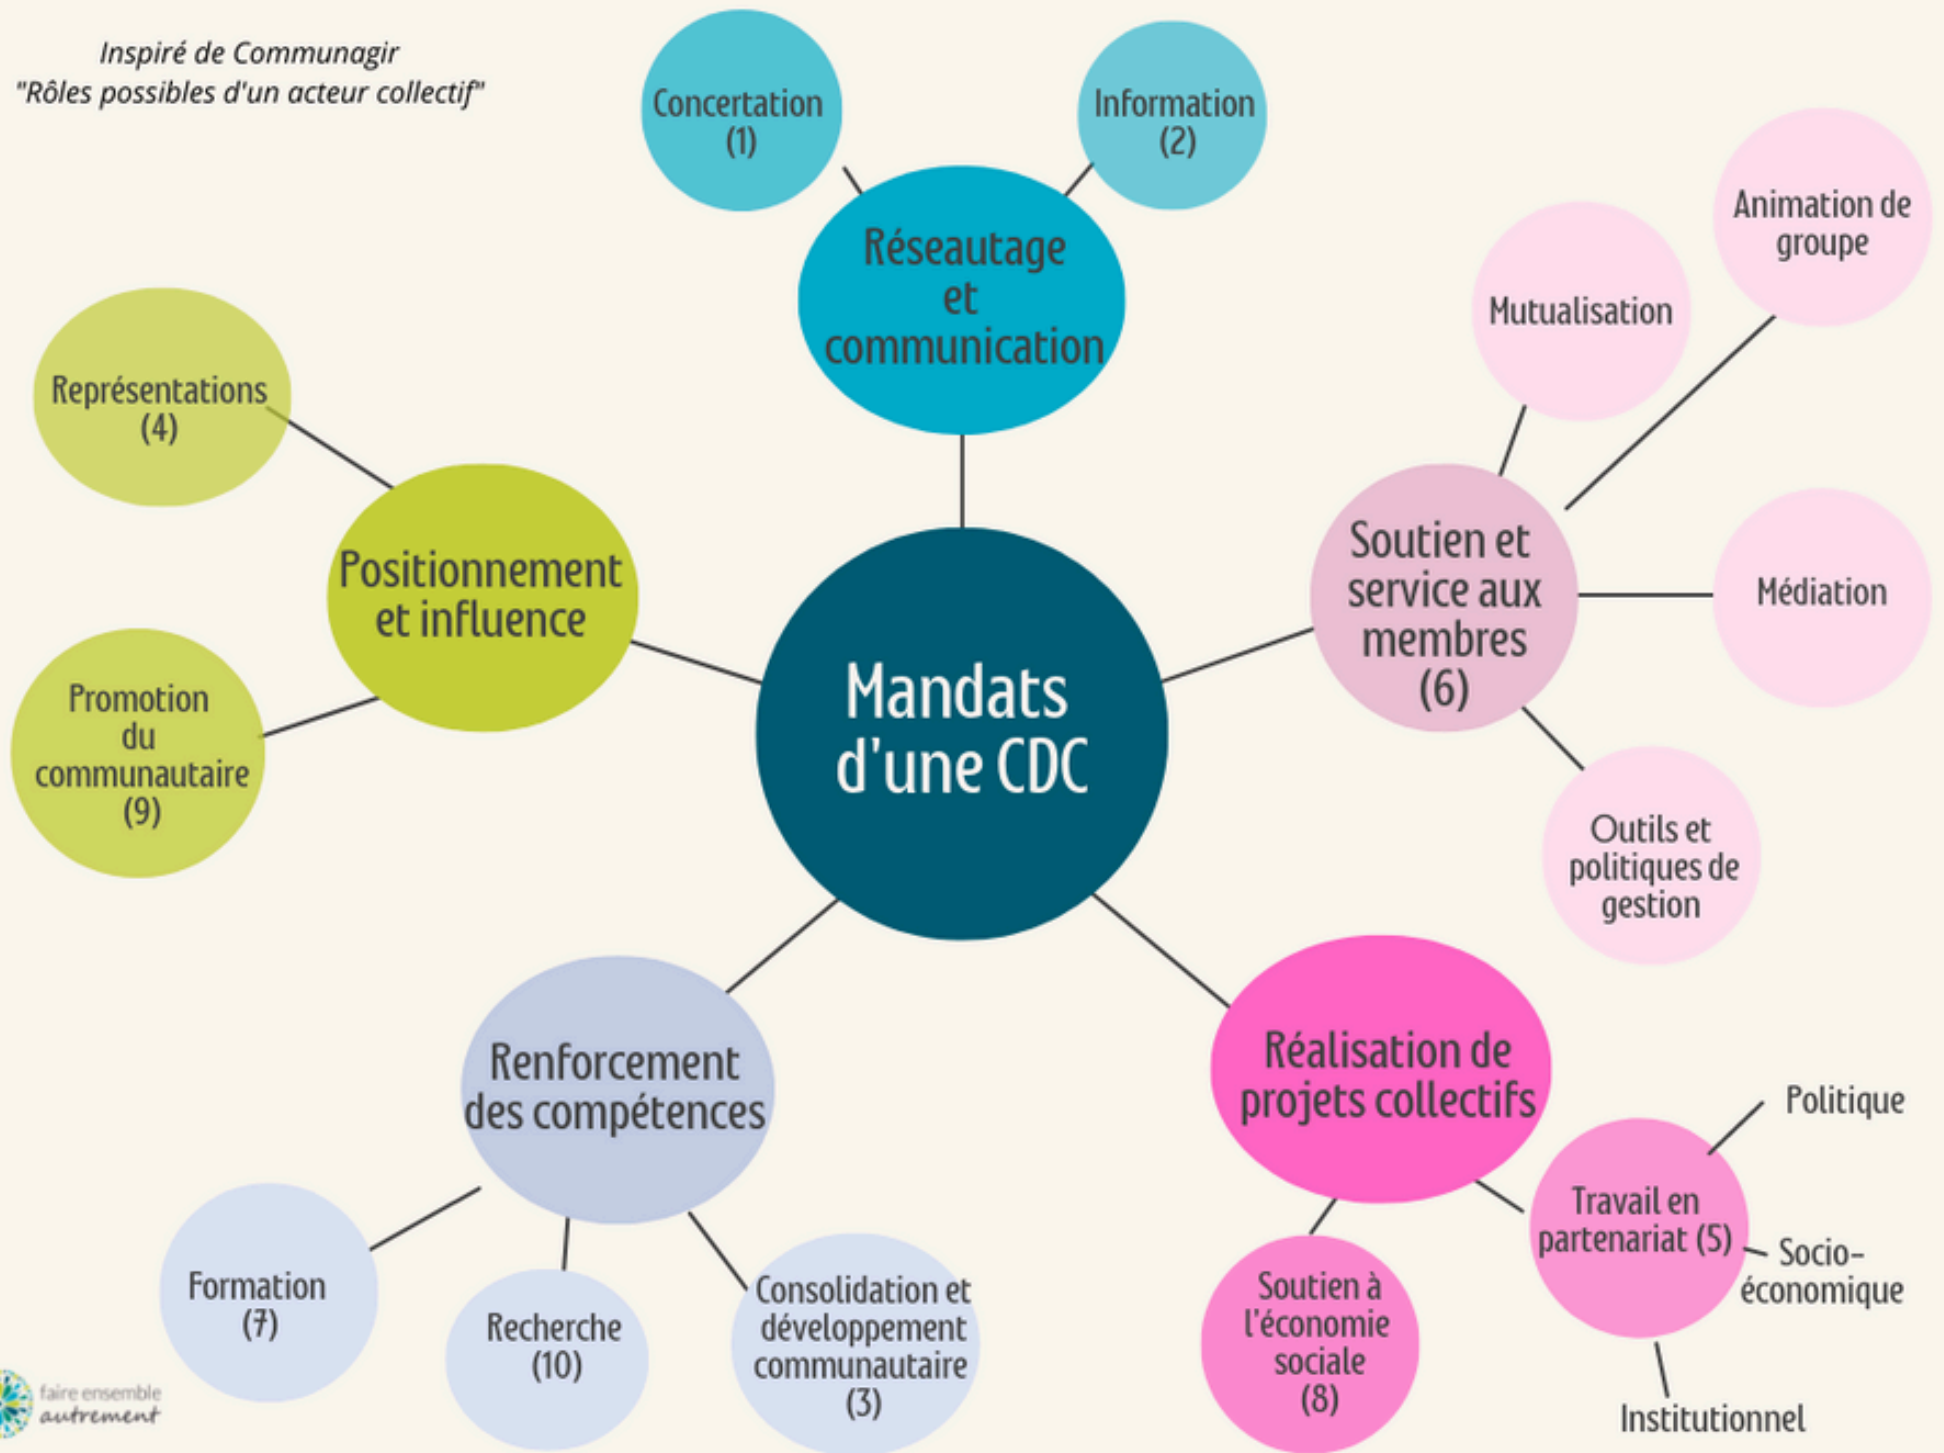 Inspiré de Communagir
"Rôles possibles d'un acteur collectif"
Concertation
(1)
Information
(2)
Réseautage
et
communication
Animation de
groupe
Mutualisation
Représentations
(4)
Positionnement
et influence
Soutien et
service aux
membres
(6)
Médiation
Promotion
du
communautaire
(9)
Mandats
d'une CDC
Outils et
politiques de
gestion
Renforcement
des compétences
Réalisation de
projets collectifs
Politique
Travail en
partenariat (5)
Socio-
économique
Institutionnel
Formation
(7)
Recherche
(10)
Consolidation et
développement
communautaire
(3)
Soutien à
l'économie
sociale
(8)
faire ensemble
autrement